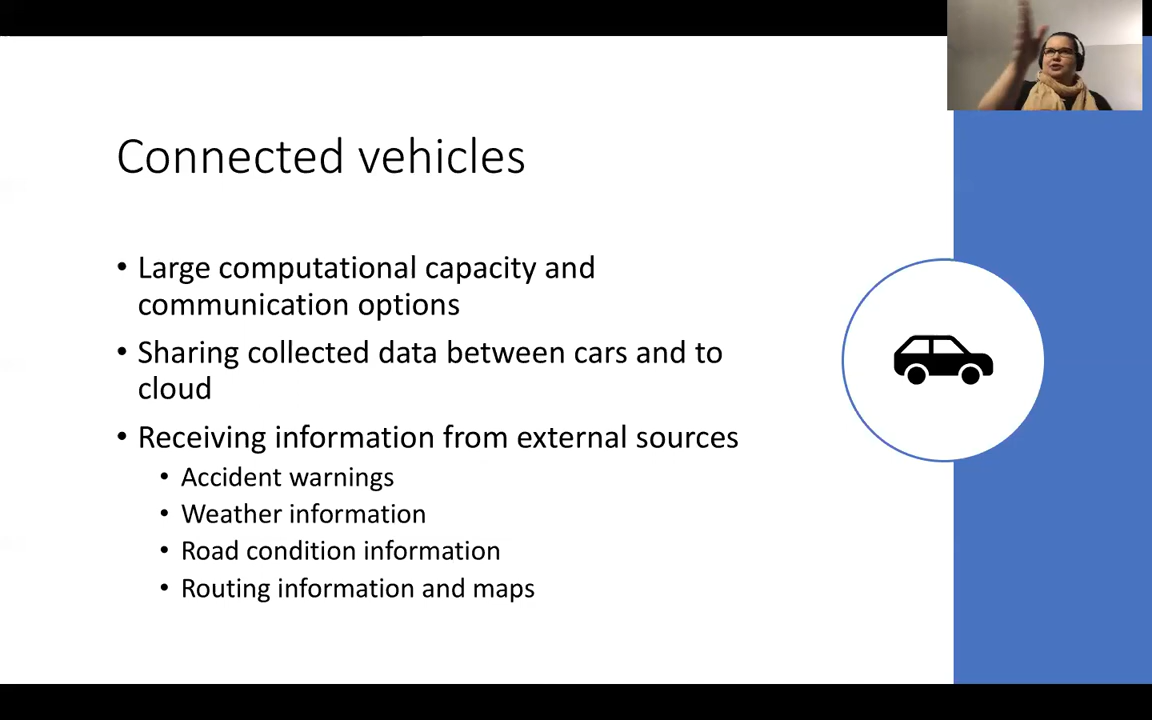 Connected vehicles
• Large computational capacity and
communication options
• Sharing collected data between cars and to
cloud
• Receiving information from external sources
• Accident warnings
• Weather information
• Road condition information
• Routing information and maps